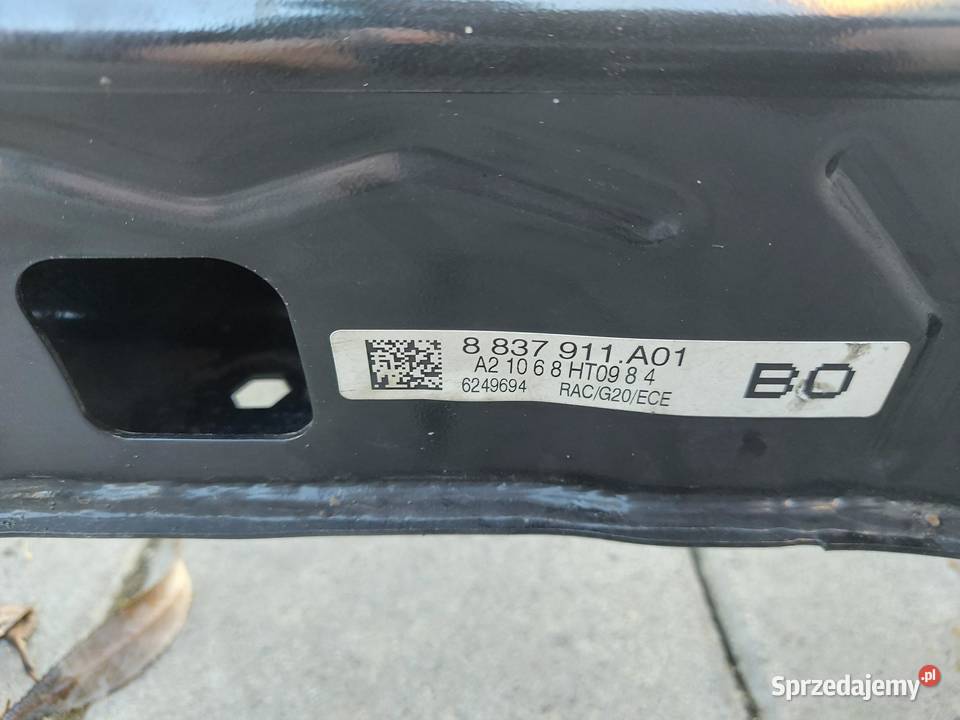 8 837 911.A01
A2 10 6 8 HT09 8 4
6249694 RAC/G20/ECE
B0
Sprzedajemy.pl